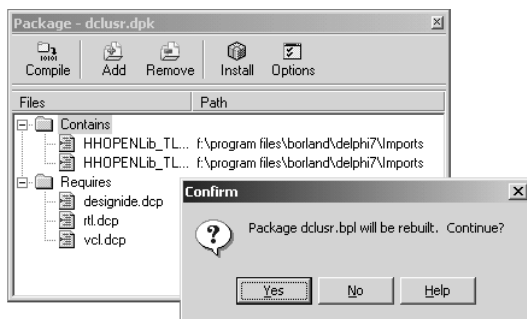 Package - dclusr.dpk
Compile Add Remove Install Options
Files Path
Contains
HHOPENLib_TL... f:\program files\borland\delphi7\Imports
HHOPENLib_TL... f:\program files\borland\delphi7\Imports
Requires
designide.dcp
rtl.dcp
vcl.dcp
Confirm
Package dclusr.bpl will be rebuilt. Continue?
Yes No Help